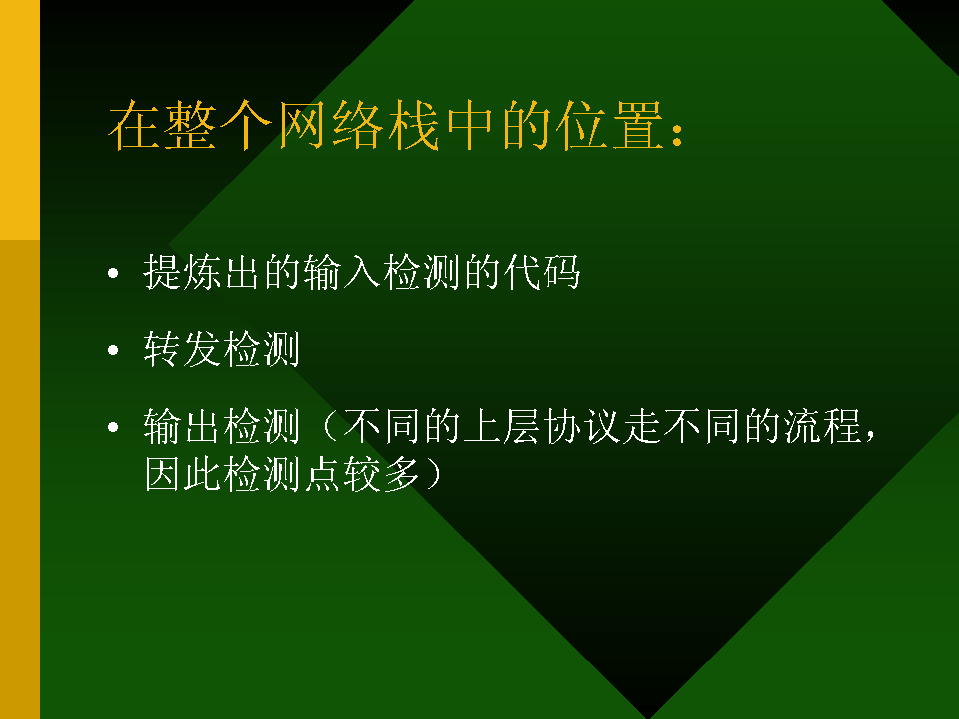 在整个网络栈中的位置：
• 提炼出的输入检测的代码
• 转发检测
• 输出检测（不同的上层协议走不同的流程，
因此检测点较多）